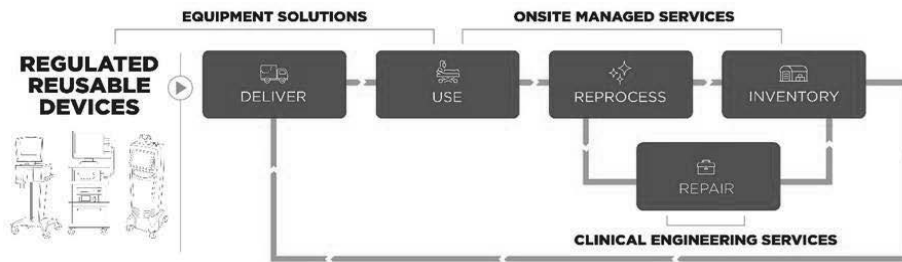 EQUIPMENT SOLUTIONS
ONSITE MANAGED SERVICES
REGULATED
REUSABLE
DEVICES
DELIVER
USE
REPROCESS
INVENTORY
REPAIR
CLINICAL ENGINEERING SERVICES